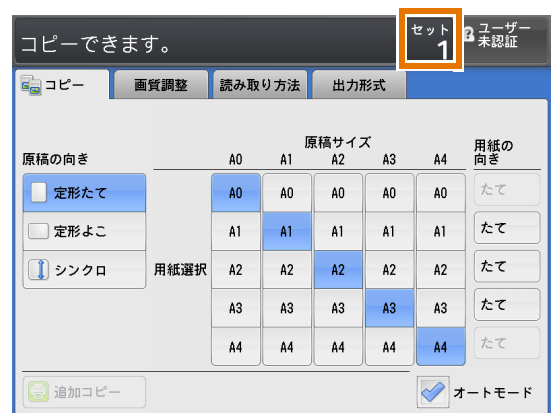 コピーできます。
セット
1
ユーザー
未認証
コピー 画質調整 読み取り方法 出力形式
原稿サイズ
原稿の向き A0 A1 A2 A3 A4 用紙の
向き
定形たて A0 A0 A0 A0 A0 たて
定形よこ A1 A1 A1 A1 A1 たて
シンクロ 用紙選択 A2 A2 A2 A2 A2 たて
A3 A3 A3 A3 A3 たて
A4 A4 A4 A4 A4 たて
追加コピー オートモード